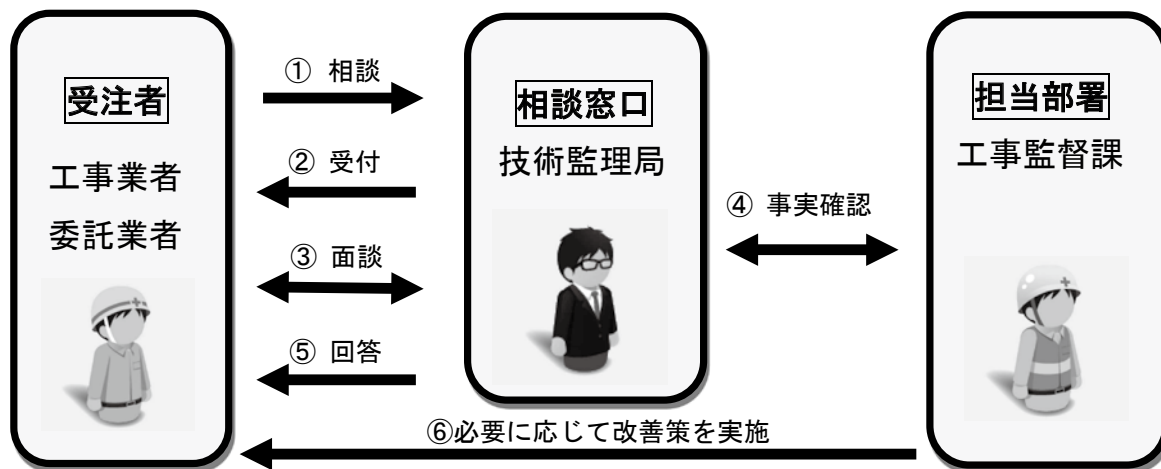 受注者
工事業者
委託業者
① 相談
② 受付
③ 面談
⑤ 回答
相談窓口
技術監理局
④ 事実確認
担当部署
工事監督課
⑥必要に応じて改善策を実施